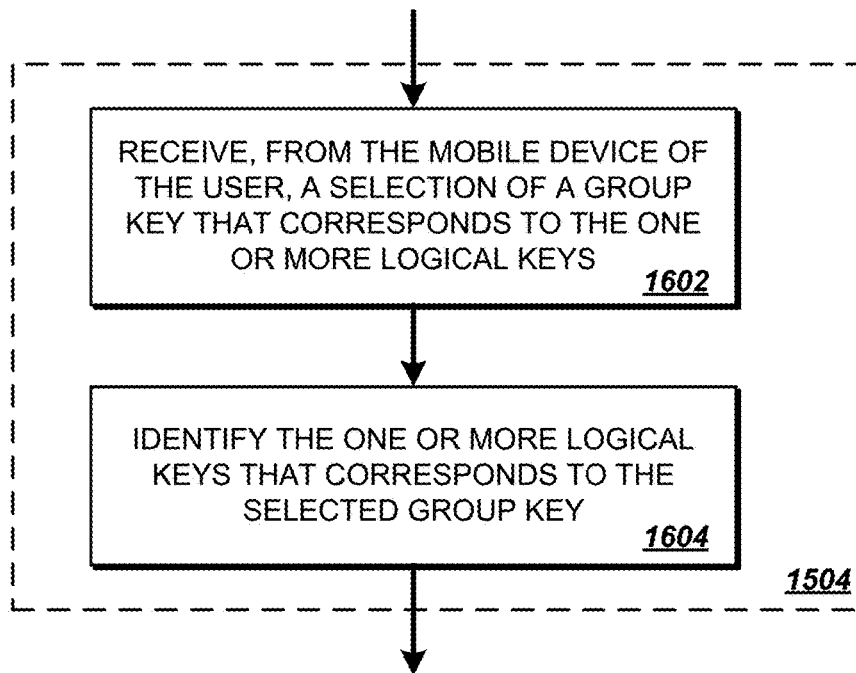 RECEIVE, FROM THE MOBILE DEVICE OF
THE USER, A SELECTION OF A GROUP
KEY THAT CORRESPONDS TO THE ONE
OR MORE LOGICAL KEYS
1602
IDENTIFY THE ONE OR MORE LOGICAL
KEYS THAT CORRESPONDS TO THE
SELECTED GROUP KEY
1604
1504